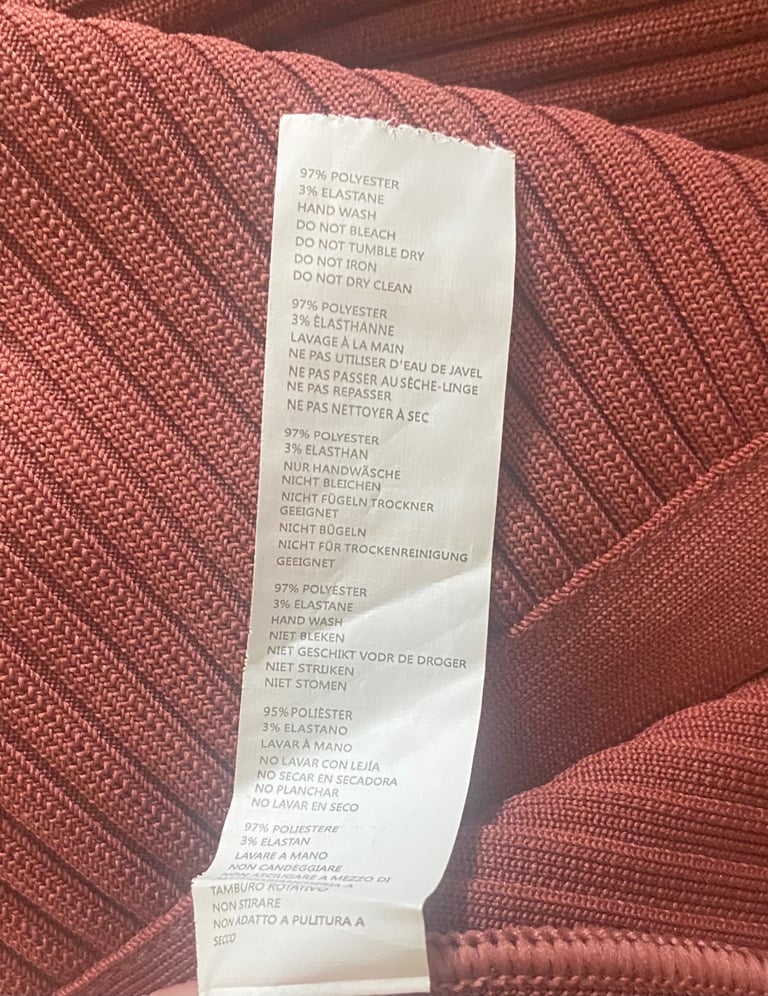 97% POLYESTER
3% ELASTANE
HAND WASH
DO NOT BLEACH
DO NOT TUMBLE DRY
DO NOT IRON
DO NOT DRY CLEAN
97% POLYESTER
3% ÉLASTHANNE
LAVAGE À LA MAIN
NE PAS UTILISER D'EAU DE JAVEL
NE PAS PASSER AU SÈCHE-LINGE
NE PAS REPASSER
NE PAS NETTOYER À SEC
97% POLYESTER
3% ELASTHAN
NUR HANDWÄSCHE
NICHT BLEICHEN
NICHT FÜGELN TROCKNER
GEEIGNET
NICHT BÜGELN
NICHT FÜR TROCKENREINIGUNG
GEEIGNET
97% POLYESTER
3% ELASTANE
HAND WASH
NIET BLEKEN
NIET GESCHIKT VODR DE DROGER
NIET STRIJKEN
NIET STOMEN
95% POLIÈSTER
3% ELASTANO
LAVAR À MANO
NO LAVAR CON LEJÍA
NO SECAR EN SECADORA
NO PLANCHAR
NO LAVAR EN SECO
97% POLIESTERE
3% ELASTAN
LAVARE A MANO
NON CANDEGGIARE
NON ASCIUGARE A MEZZO DI
TAMBURO ROTATIVO
NON STIRARE
NON ADATTO A PULITURA A
SECCO